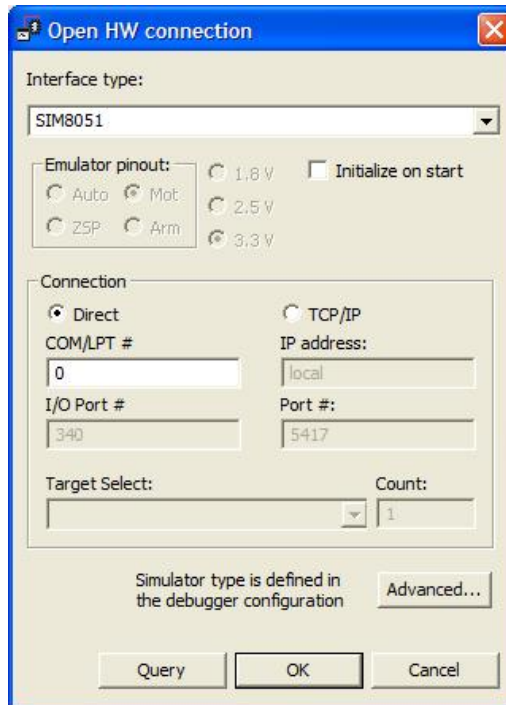 Open HW connection
Interface type:
SIM8051
Emulator pinout:
Auto Mot
ZSP Arm
1.8 V
2.5 V
3.3 V
Initialize on start
Connection
Direct TCP/IP
COM/LPT # IP address:
0 local
I/O Port # Port #:
340 5417
Target Select: Count:
1
Simulator type is defined in
the debugger configuration
Advanced...
Query OK Cancel